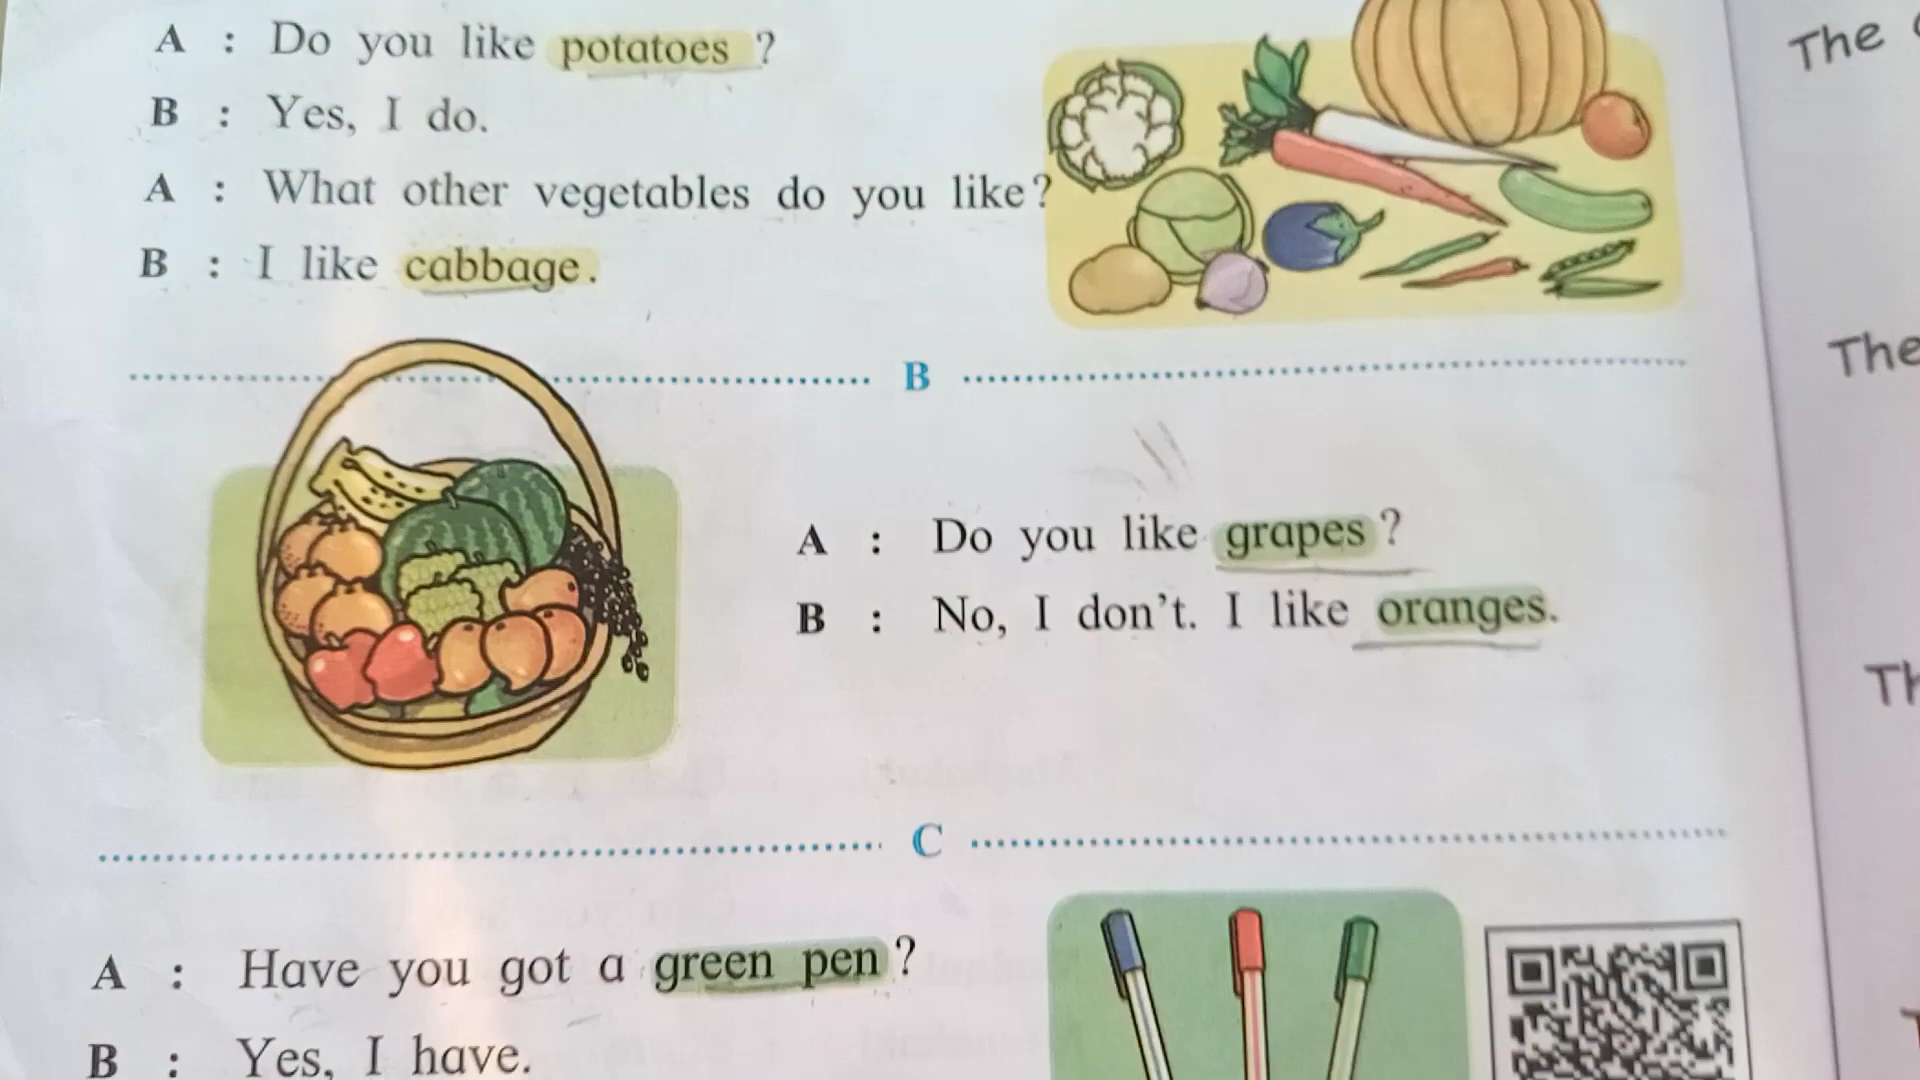 A : Do you like potatoes ?
B : Yes, I do.
A : What other vegetables do you like?
B : I like cabbage.
B
A : Do you like grapes ?
B : No, I don't. I like oranges.
C
A : Have you got a green pen ?
B : Yes, I have.
The
The